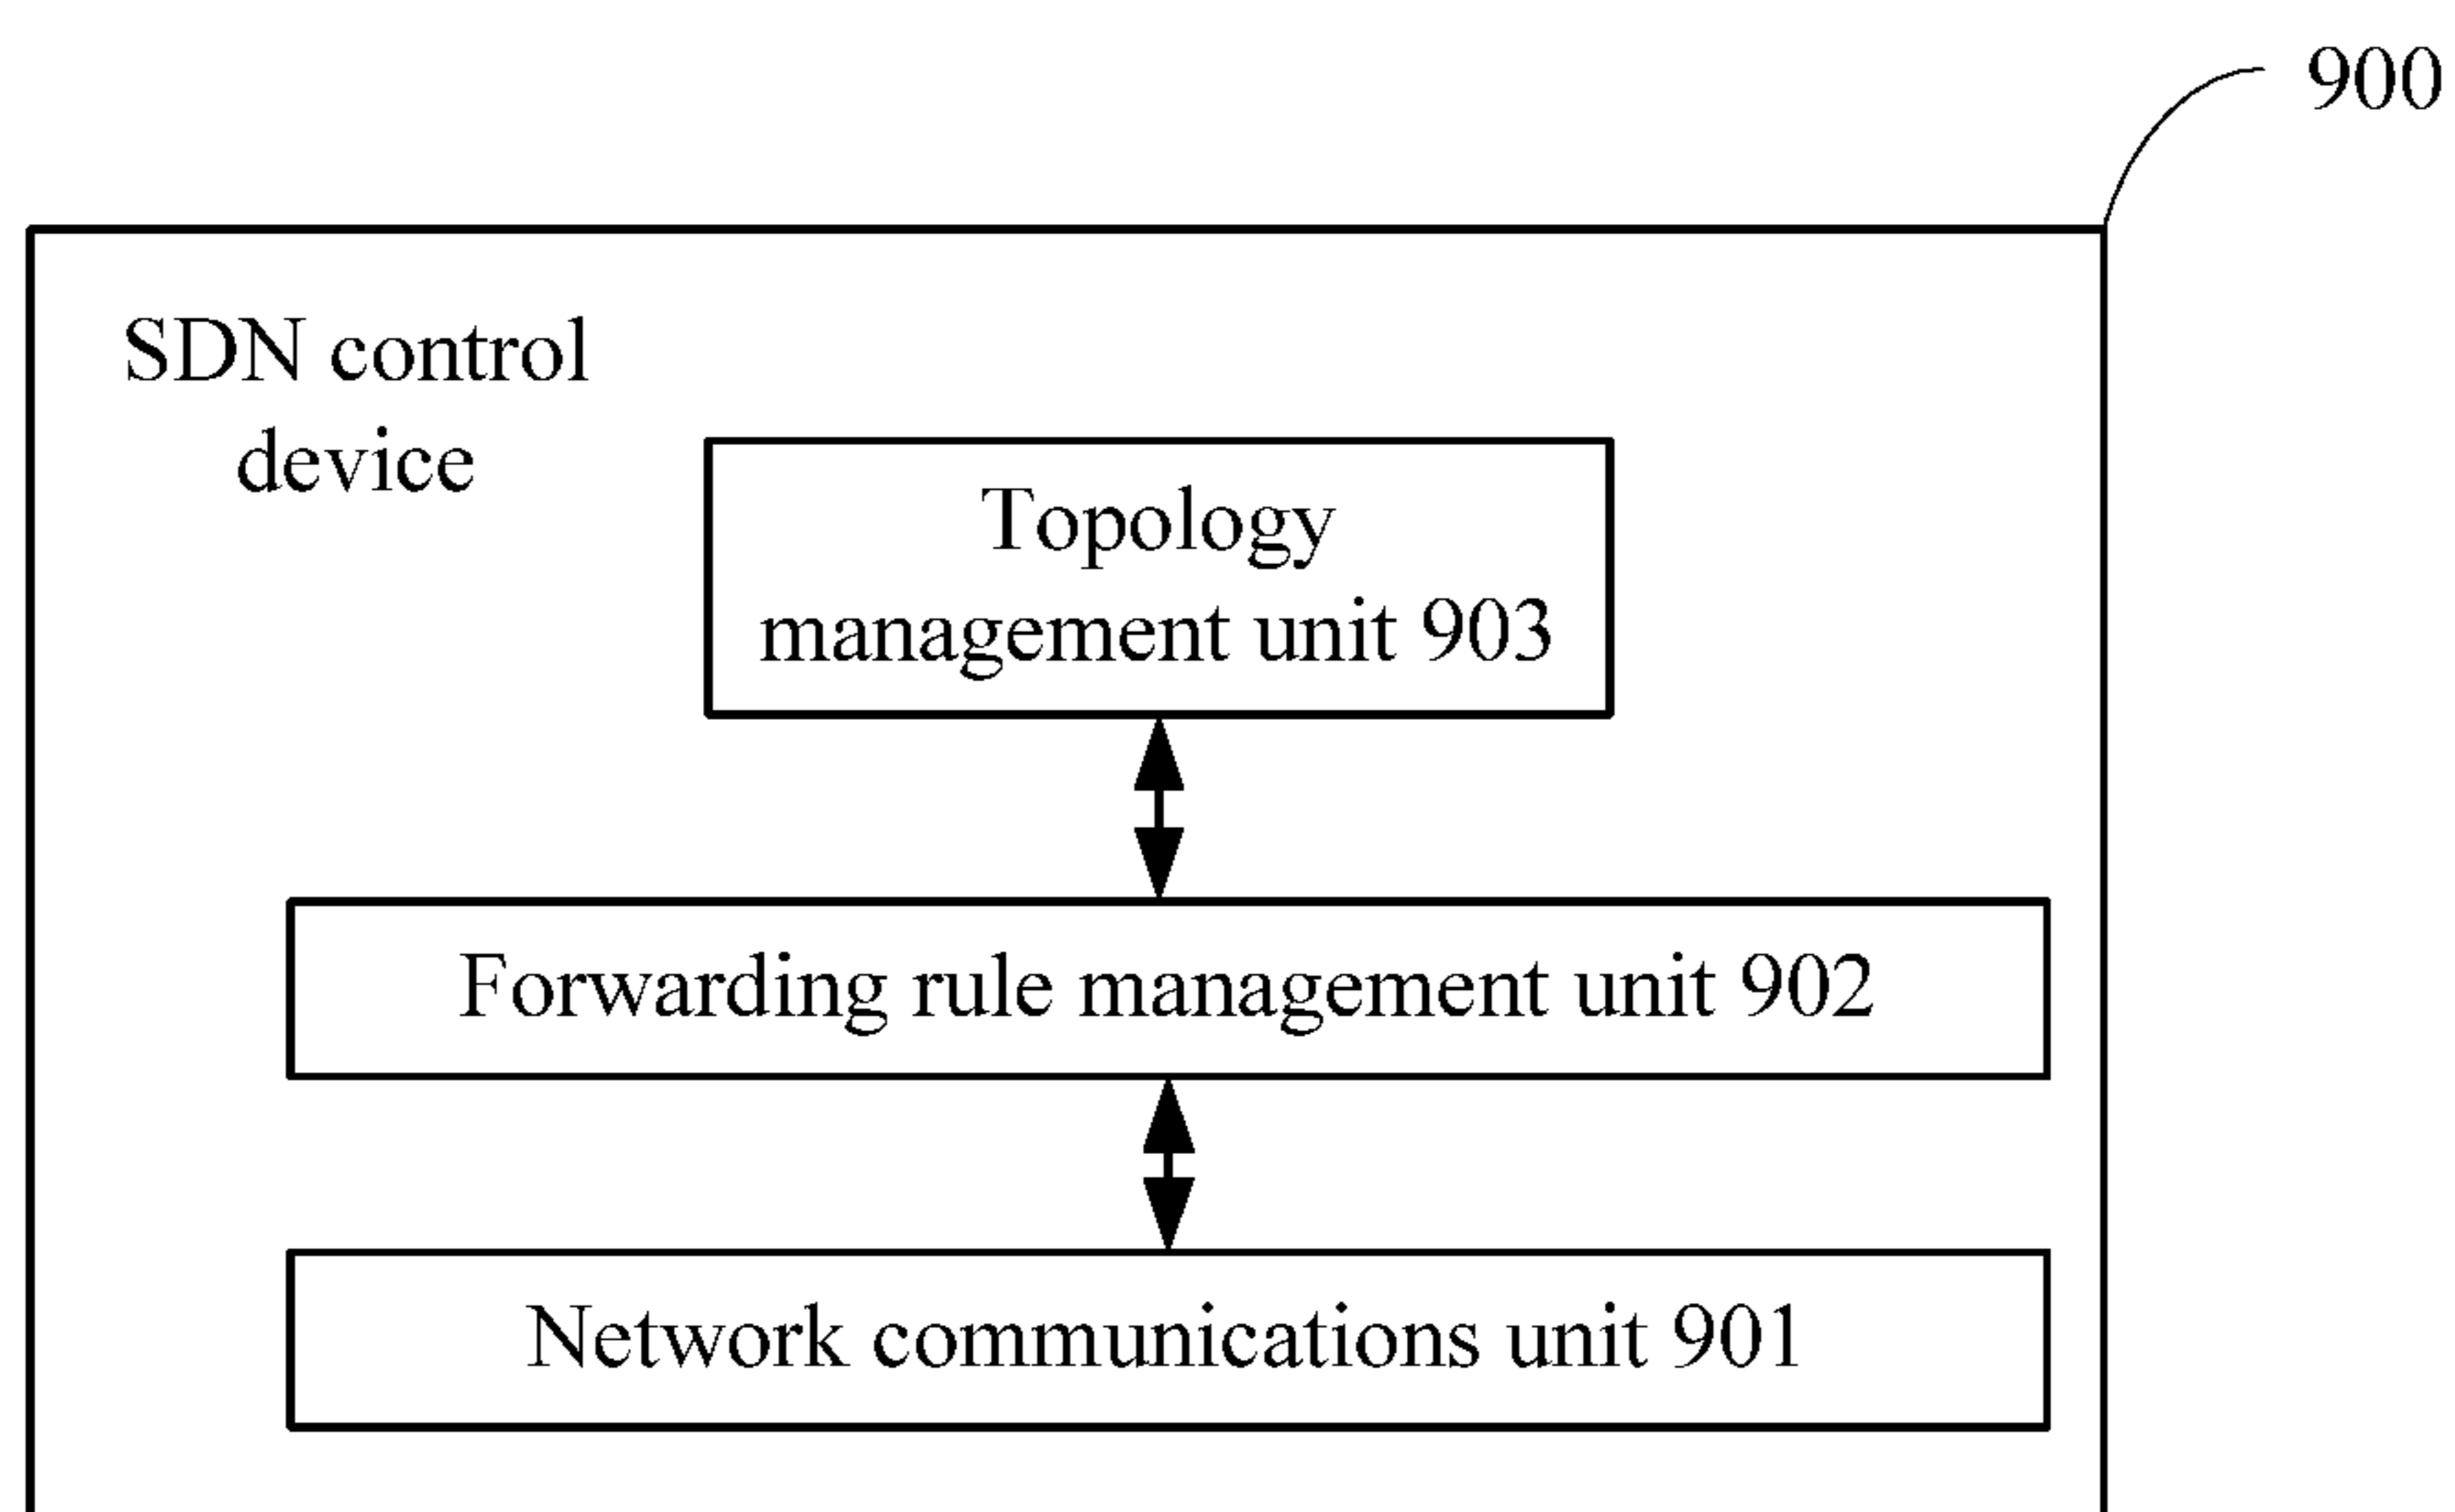 900
SDN control
device
Topology
management unit 903
Forwarding rule management unit 902
Network communications unit 901